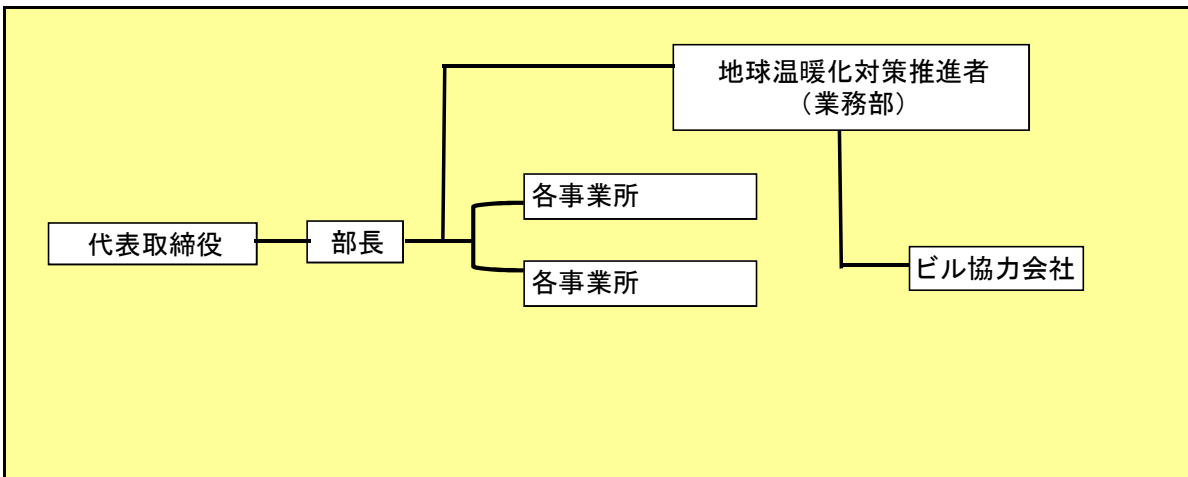 地球温暖化対策推進者
（業務部）
各事業所
代表取締役
部長
各事業所
ビル協力会社